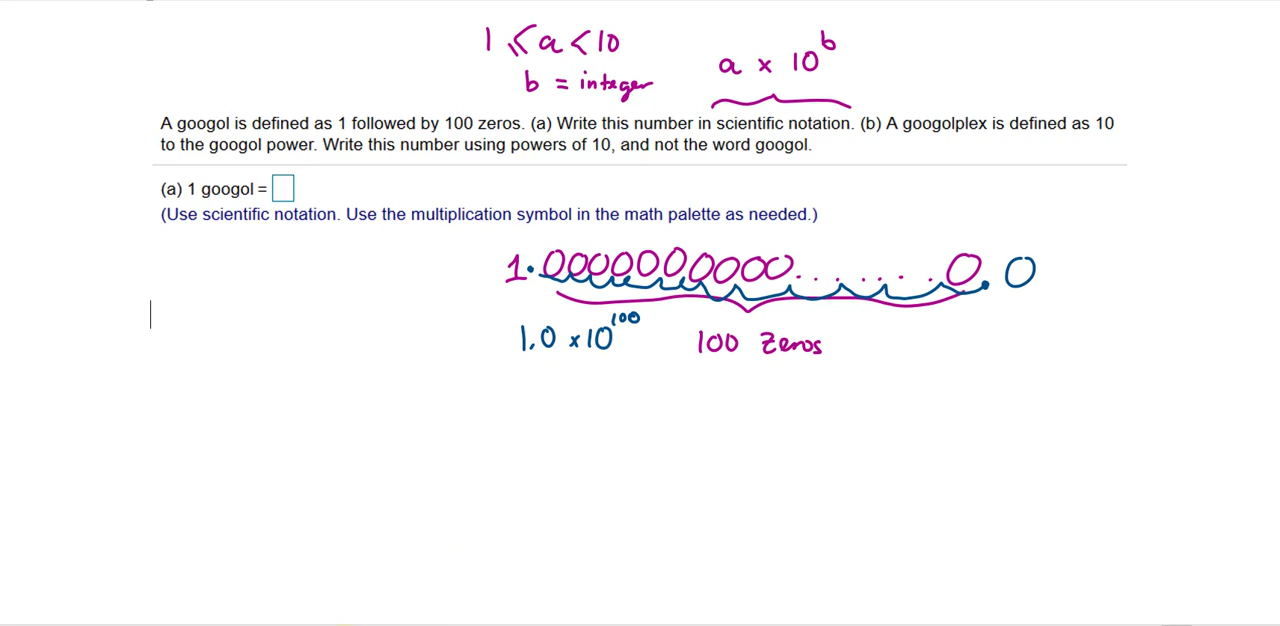 1 ⩽ a < 10
b = integer
a × 10^b
A googol is defined as 1 followed by 100 zeros. (a) Write this number in scientific notation. (b) A googolplex is defined as 10
to the googol power. Write this number using powers of 10, and not the word googol.
(a) 1 googol =
(Use scientific notation. Use the multiplication symbol in the math palette as needed.)
1.0000000000.......0.0
1.0 × 10^100
100 zeros